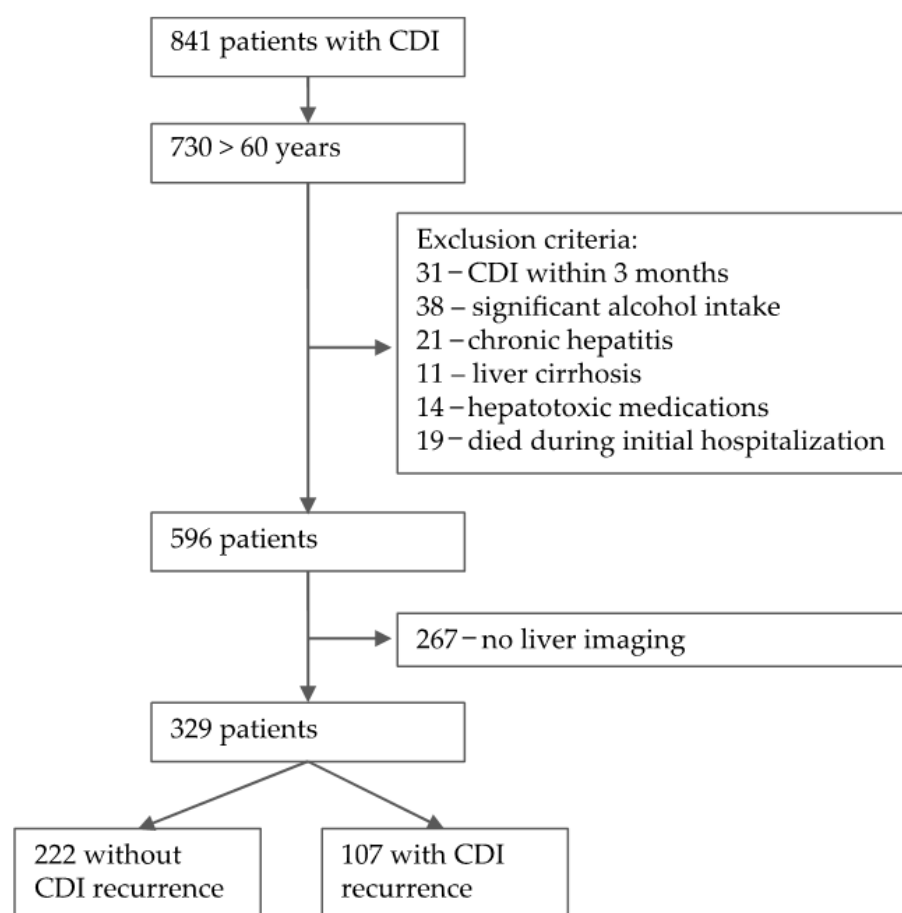 841 patients with CDI
730 > 60 years
Exclusion criteria:
31–CDI within 3 months
38 – significant alcohol intake
21–chronic hepatitis
11 – liver cirrhosis
14–hepatotoxic medications
19–died during initial hospitalization
596 patients
267–no liver imaging
329 patients
222 without
CDI recurrence
107 with CDI
recurrence